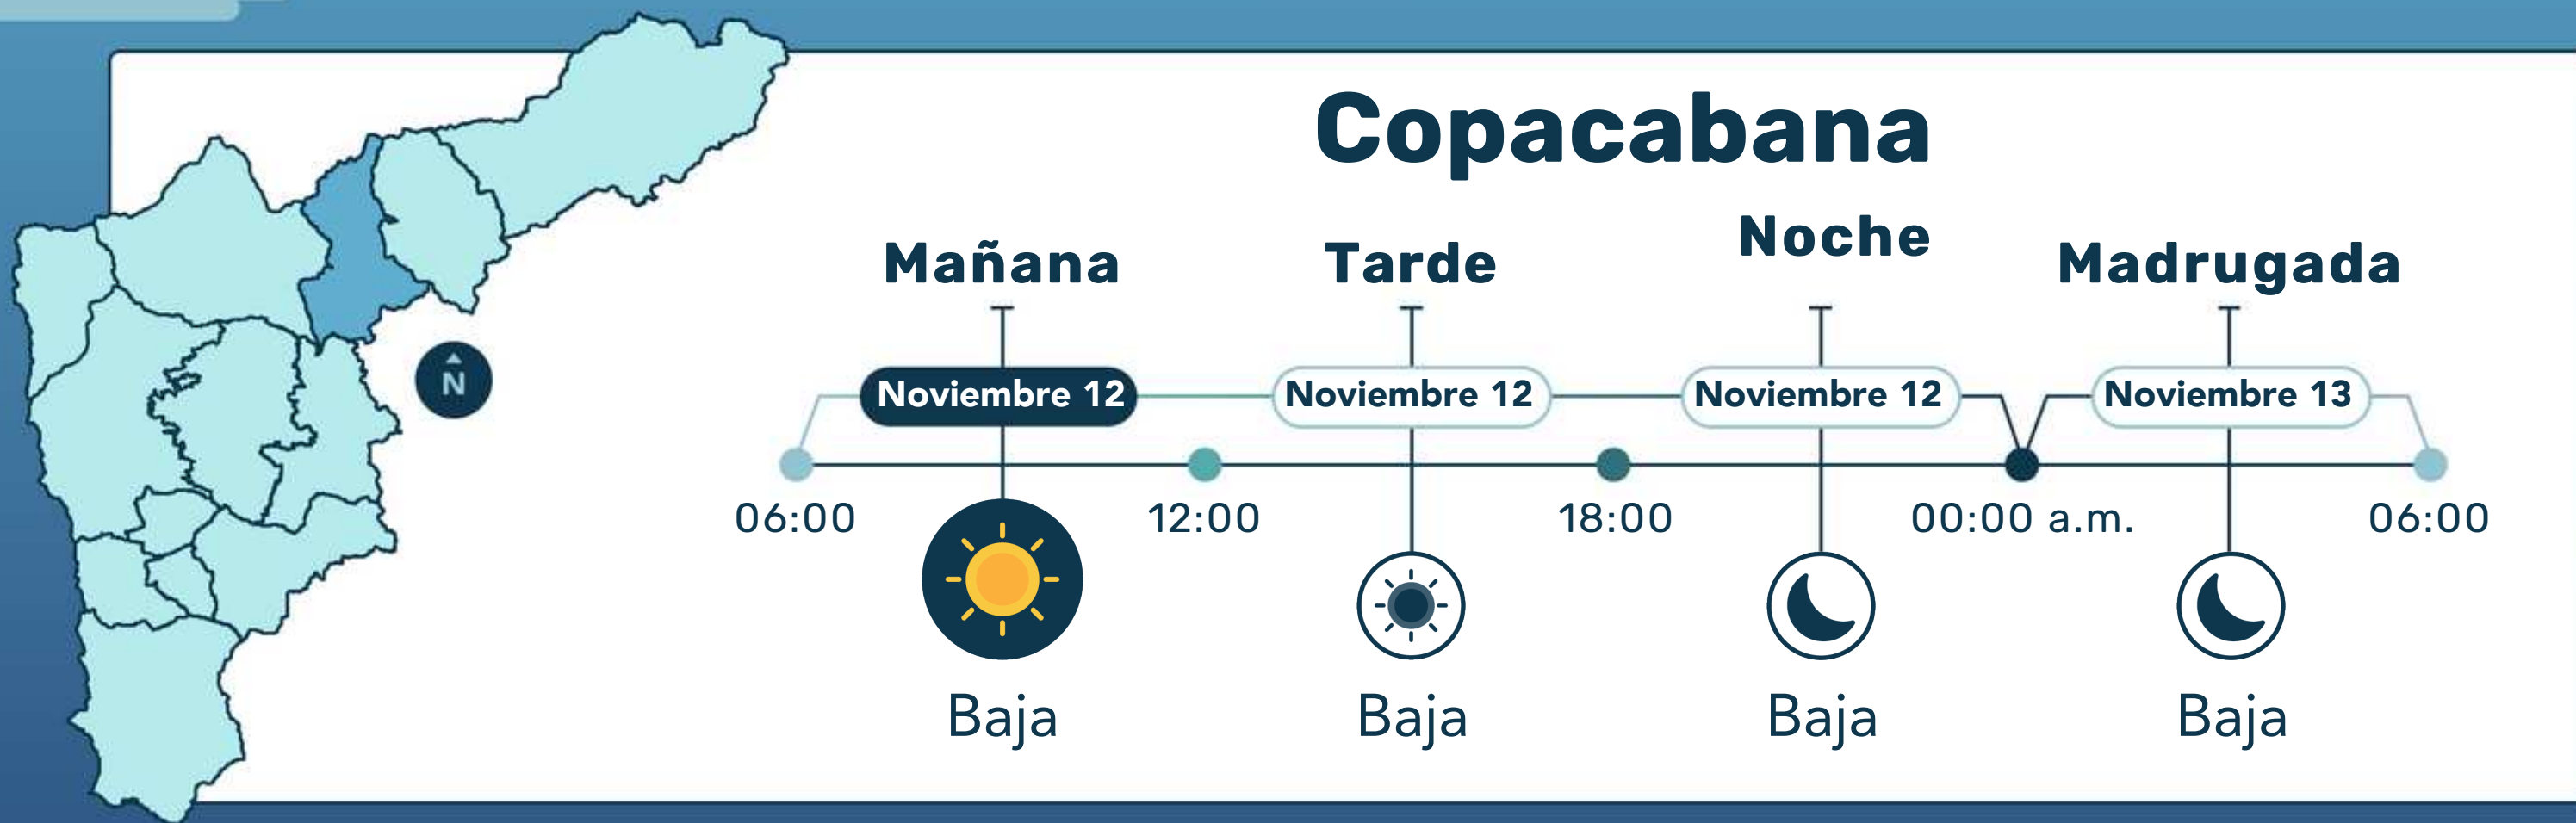 Copacabana
Mañana
Tarde
Noche
Madrugada
Noviembre 12
Noviembre 12
Noviembre 12
Noviembre 13
N
06:00
12:00
18:00
00:00 a.m.
06:00
Baja
Baja
Baja
Baja